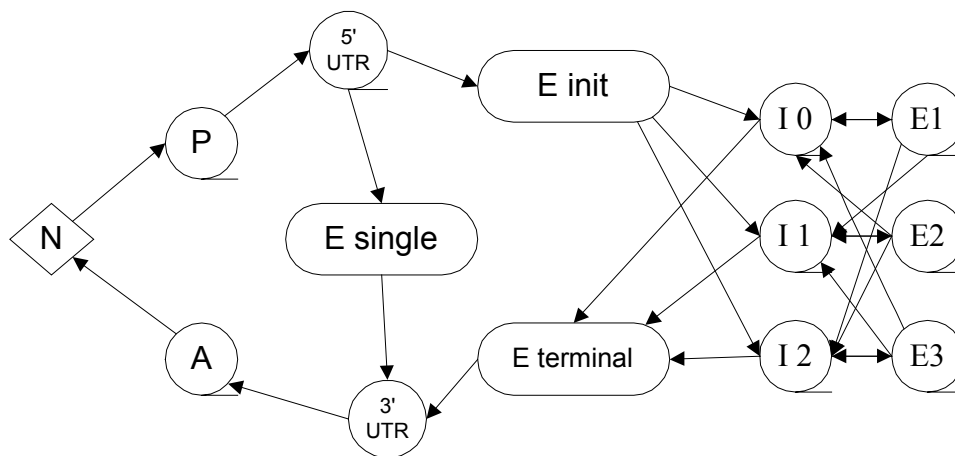 5'
UTR
E init
I 0
E1
P
N
E single
I 1
E2
A
E terminal
I 2
E3
3'
UTR